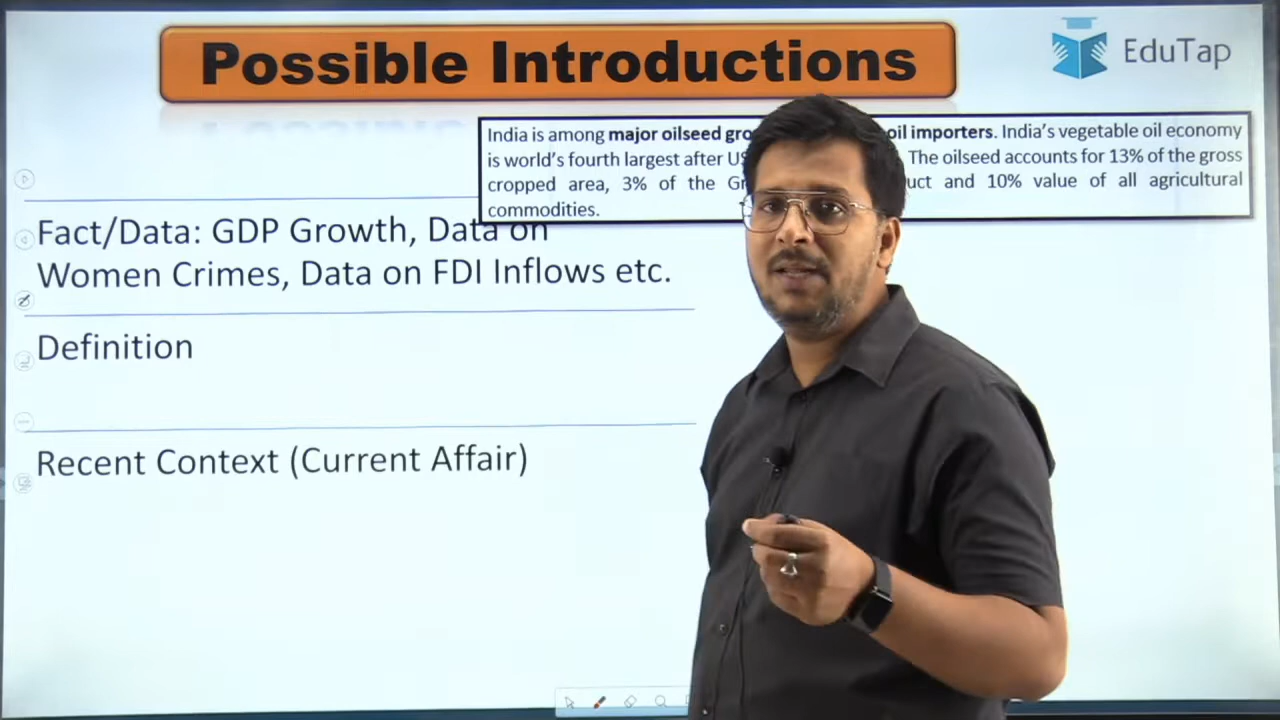 Possible Introductions
EduTap
India is among major oilseed oil importers. India's vegetable oil economy
is world's fourth largest after The oilseed accounts for 13% of the gross
cropped area, 3% of the and 10% value of all agricultural
commodities.
Fact/Data: GDP Growth, Data on
Women Crimes, Data on FDI Inflows etc.
Definition
Recent Context (Current Affair)